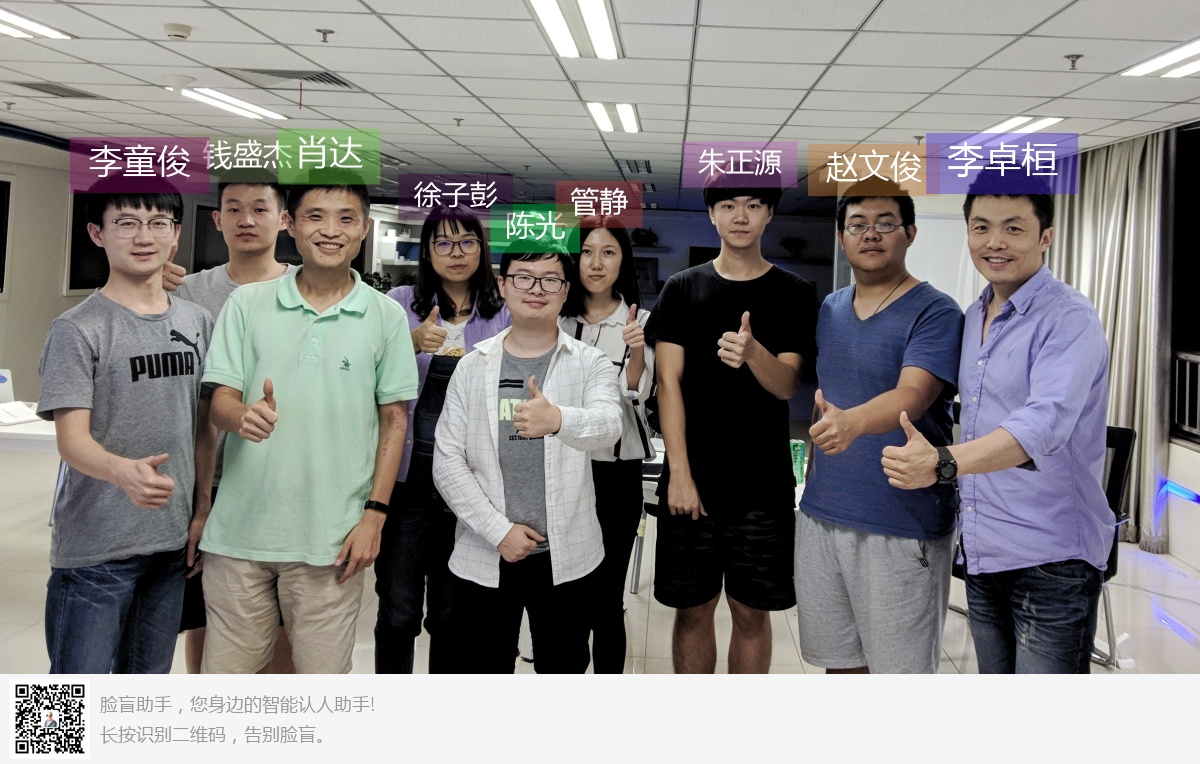 李童俊
钱盛杰
肖达
徐子彭
陈光
管静
朱正源
赵文俊
李卓桓
PUMA
脸盲助手，您身边的智能认人助手!
长按识别二维码，告别脸盲。